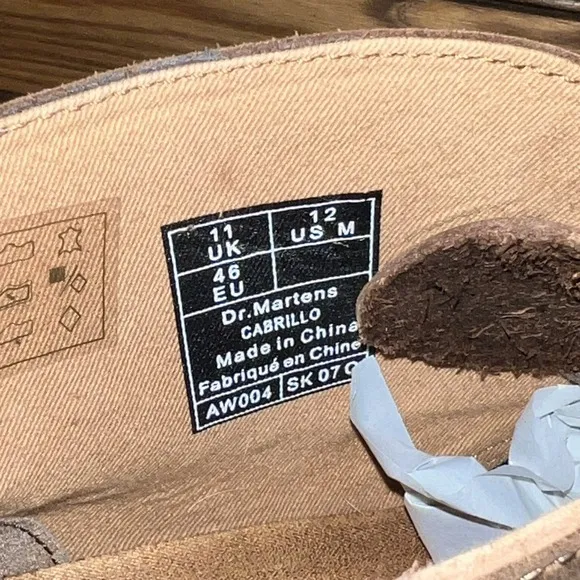 11 12
UK US M
46
EU
Dr.Martens
CABRILLO
Made in China
Fabriqué en Chine
AW004 SK 07